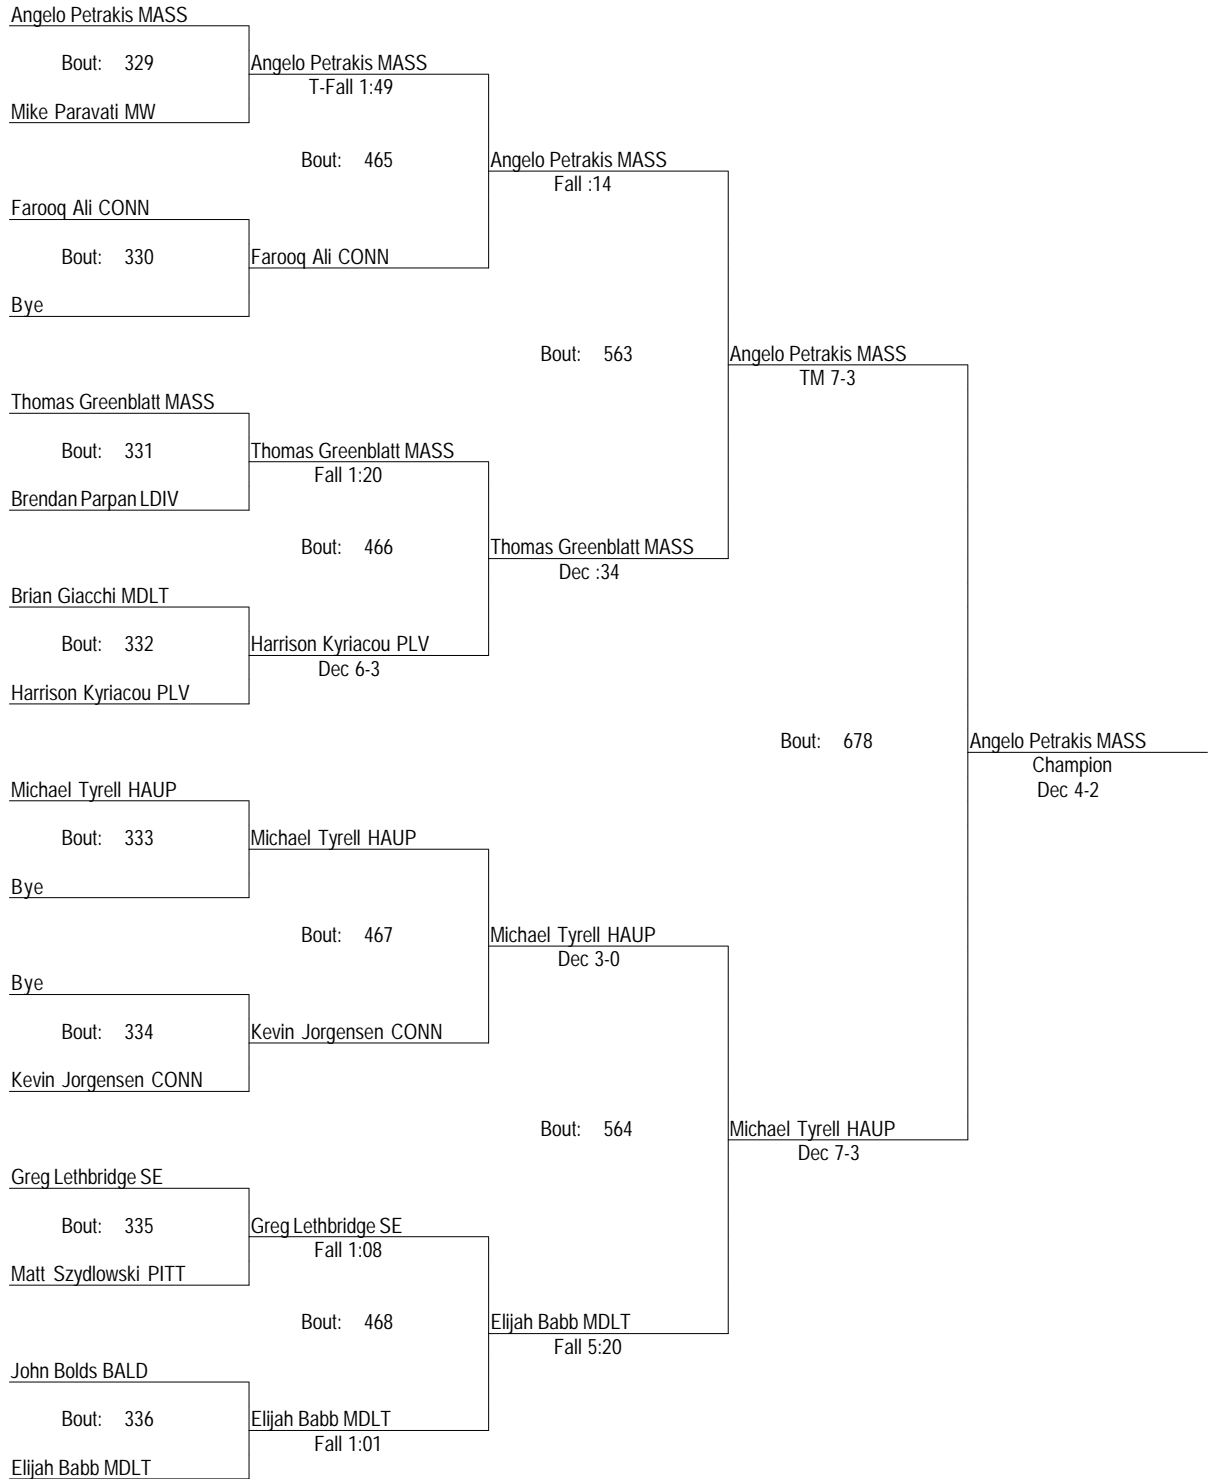 Angelo Petrakis MASS
Bout: 329
Angelo Petrakis MASS
T-Fall 1:49
Mike Paravati MW
Bout: 465
Angelo Petrakis MASS
Fall :14
Farooq Ali CONN
Bout: 330
Farooq Ali CONN
Bye
Bout: 563
Angelo Petrakis MASS
TM 7-3
Thomas Greenblatt MASS
Bout: 331
Thomas Greenblatt MASS
Fall 1:20
Brendan Parpan LDIV
Bout: 466
Thomas Greenblatt MASS
Dec :34
Brian Giacchi MDLT
Bout: 332
Harrison Kyriacou PLV
Dec 6-3
Harrison Kyriacou PLV
Bout: 678
Angelo Petrakis MASS
Champion
Dec 4-2
Michael Tyrell HAUP
Bout: 333
Michael Tyrell HAUP
Bye
Bout: 467
Michael Tyrell HAUP
Dec 3-0
Bye
Bout: 334
Kevin Jorgensen CONN
Kevin Jorgensen CONN
Bout: 564
Michael Tyrell HAUP
Dec 7-3
Greg Lethbridge SE
Bout: 335
Greg Lethbridge SE
Fall 1:08
Matt Szydlowski PITT
Bout: 468
Elijah Babb MDLT
Fall 5:20
John Bolds BALD
Bout: 336
Elijah Babb MDLT
Fall 1:01
Elijah Babb MDLT